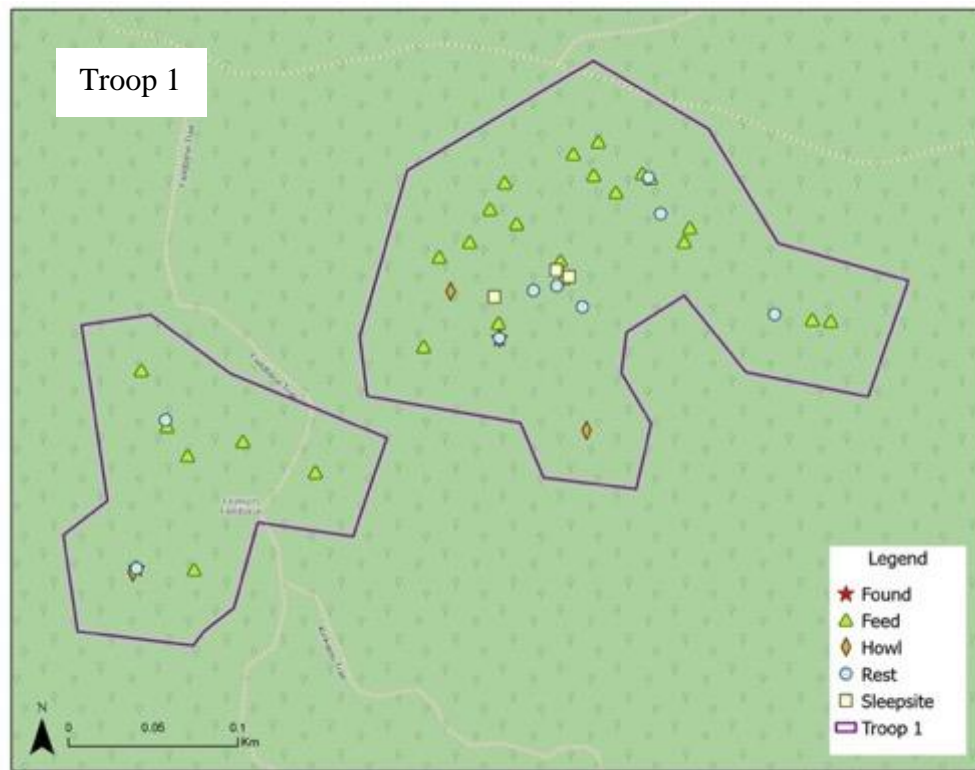 Troop 1
Legend
Found
Feed
Howl
Rest
Sleepsite
Troop 1
N
0
0.05
0.1
Km